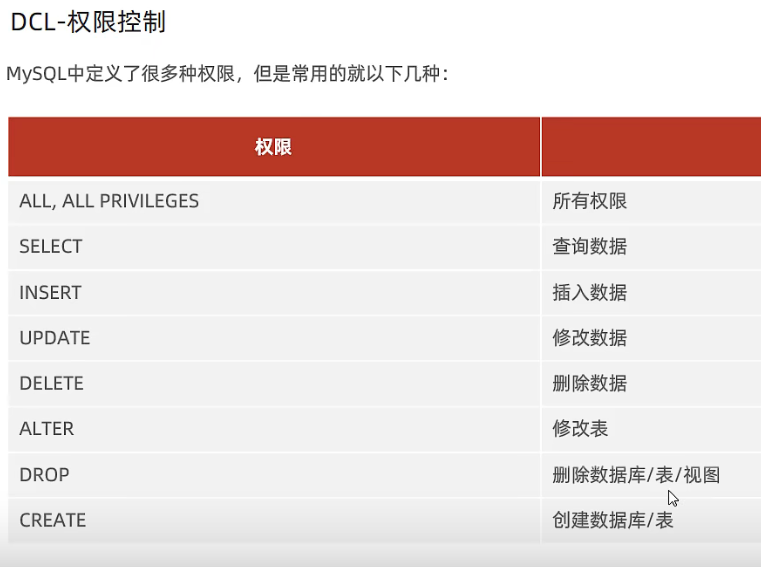 DCL-权限控制
MySQL中定义了很多种权限，但是常用的就以下几种：
权限
ALL, ALL PRIVILEGES 所有权限
SELECT 查询数据
INSERT 插入数据
UPDATE 修改数据
DELETE 删除数据
ALTER 修改表
DROP 删除数据库/表/视图
CREATE 创建数据库/表